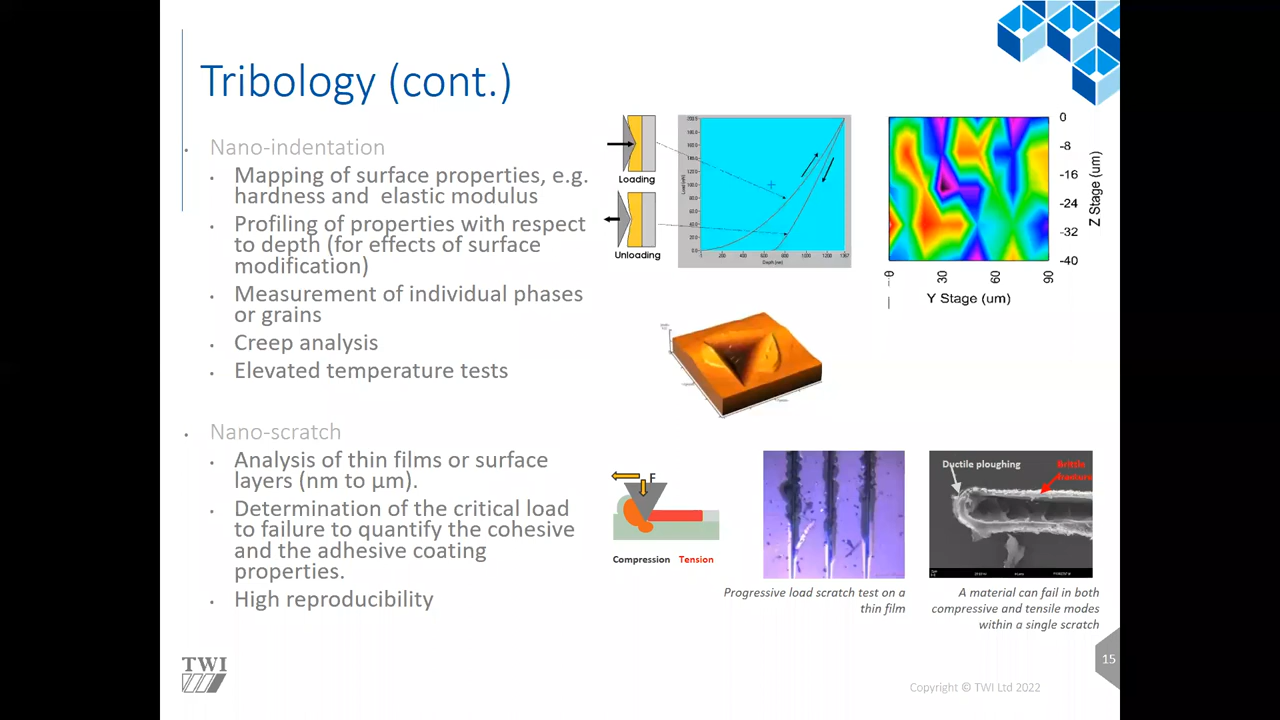 Tribology (cont.)
Nano-indentation
Mapping of surface properties, e.g.
hardness and elastic modulus
Profiling of properties with respect
to depth (for effects of surface
modification)
Measurement of individual phases
or grains
Creep analysis
Elevated temperature tests
Nano-scratch
Analysis of thin films or surface
layers (nm to µm).
Determination of the critical load
to failure to quantify the cohesive
and the adhesive coating
properties.
High reproducibility
Loading
Unloading
Depth (nm)
0
-8
-16
-24
-32
-40
Z Stage (um)
0
30
60
90
Y Stage (um)
F
Compression Tension
Ductile ploughing
Brittle
fracture
Progressive load scratch test on a
thin film
A material can fail in both
compressive and tensile modes
within a single scratch
TWI
15
Copyright © TWI Ltd 2022